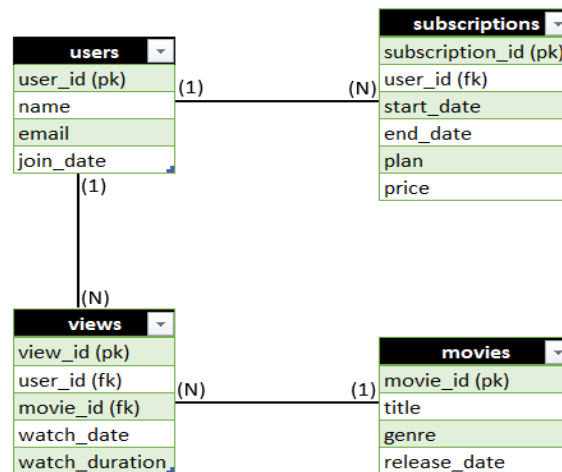 users
user_id (pk)
name
email
join_date
(1)
(N)
subscriptions
subscription_id (pk)
user_id (fk)
start_date
end_date
plan
price
(1)
(N)
views
view_id (pk)
user_id (fk)
movie_id (fk)
watch_date
watch_duration
(N)
(1)
movies
movie_id (pk)
title
genre
release_date